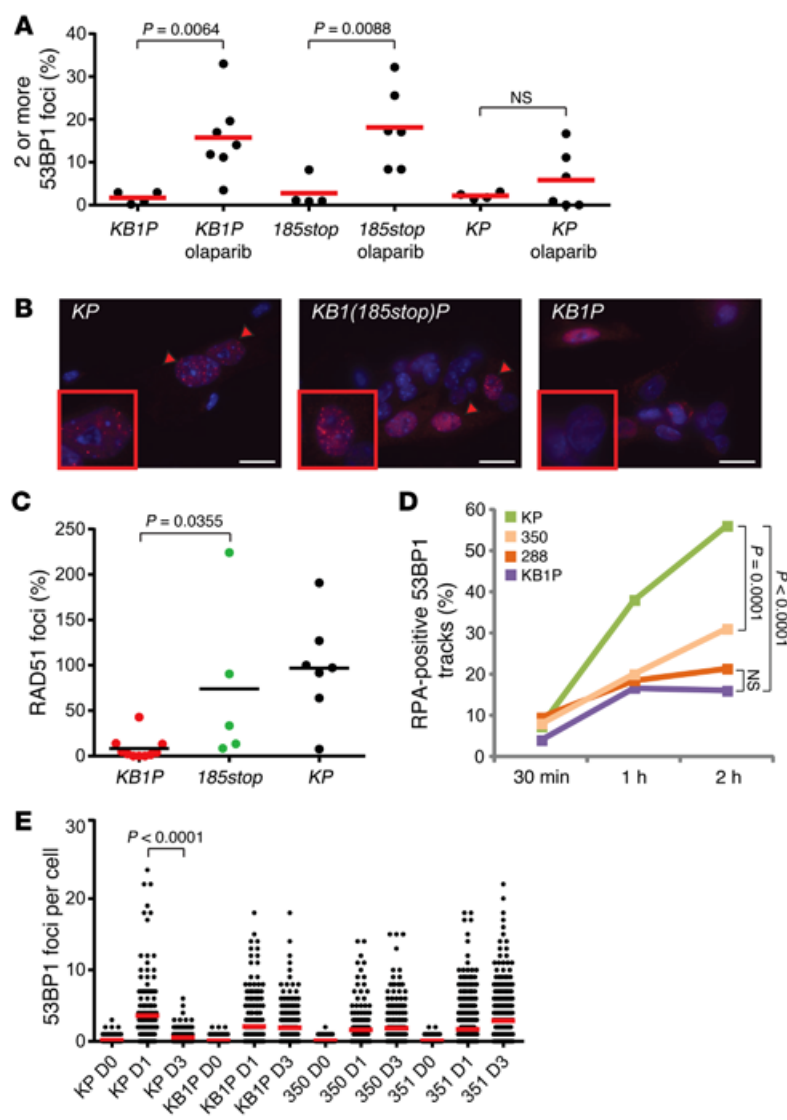 A
2 or more
53BP1 foci (%)
40
30
20
10
0
P = 0.0064
P = 0.0088
NS
KB1P
KB1P
olaparib
185stop
185stop
olaparib
KP
KP
olaparib
B
KP
KB1(185stop)P
KB1P
C
RAD51 foci (%)
250
200
150
100
50
0
P = 0.0355
KB1P
185stop
KP
D
RPA-positive 53BP1
tracks (%)
60
50
40
30
20
10
0
KP
350
288
KB1P
P = 0.0001
P < 0.0001
NS
30 min
1 h
2 h
E
53BP1 foci per cell
30
20
10
0
P < 0.0001
KP D0
KP D1
KP D3
KB1P D0
KB1P D1
KB1P D3
350 D0
350 D1
350 D3
351 D0
351 D1
351 D3